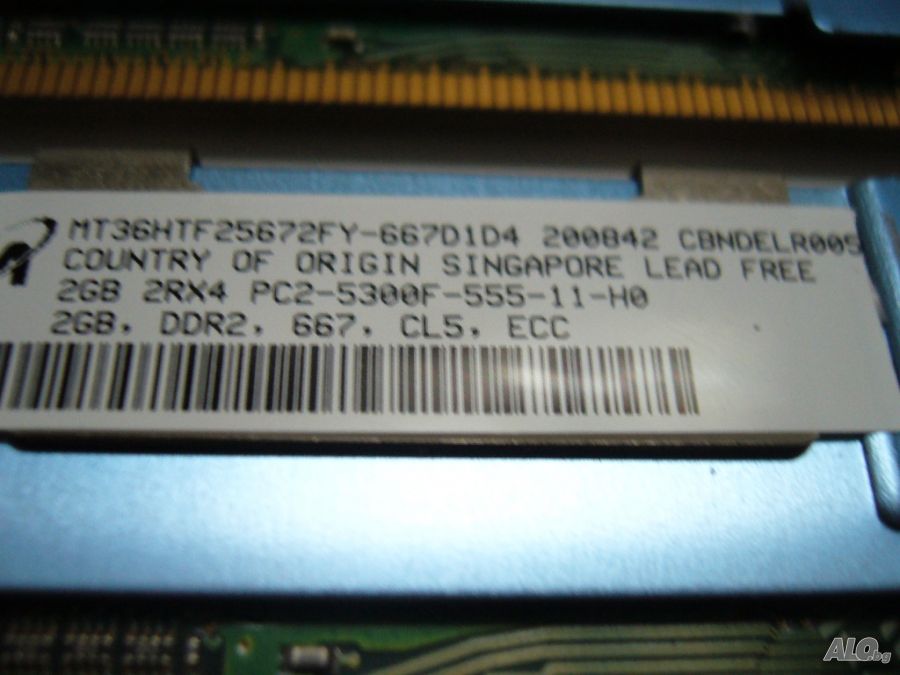 MT36HTF25672FY-667D1D4 200842 CBNDELR005
COUNTRY OF ORIGIN SINGAPORE LEAD FREE
2GB 2RX4 PC2-5300F-555-11-H0
2GB, DDR2, 667, CL5, ECC
ALO.bg